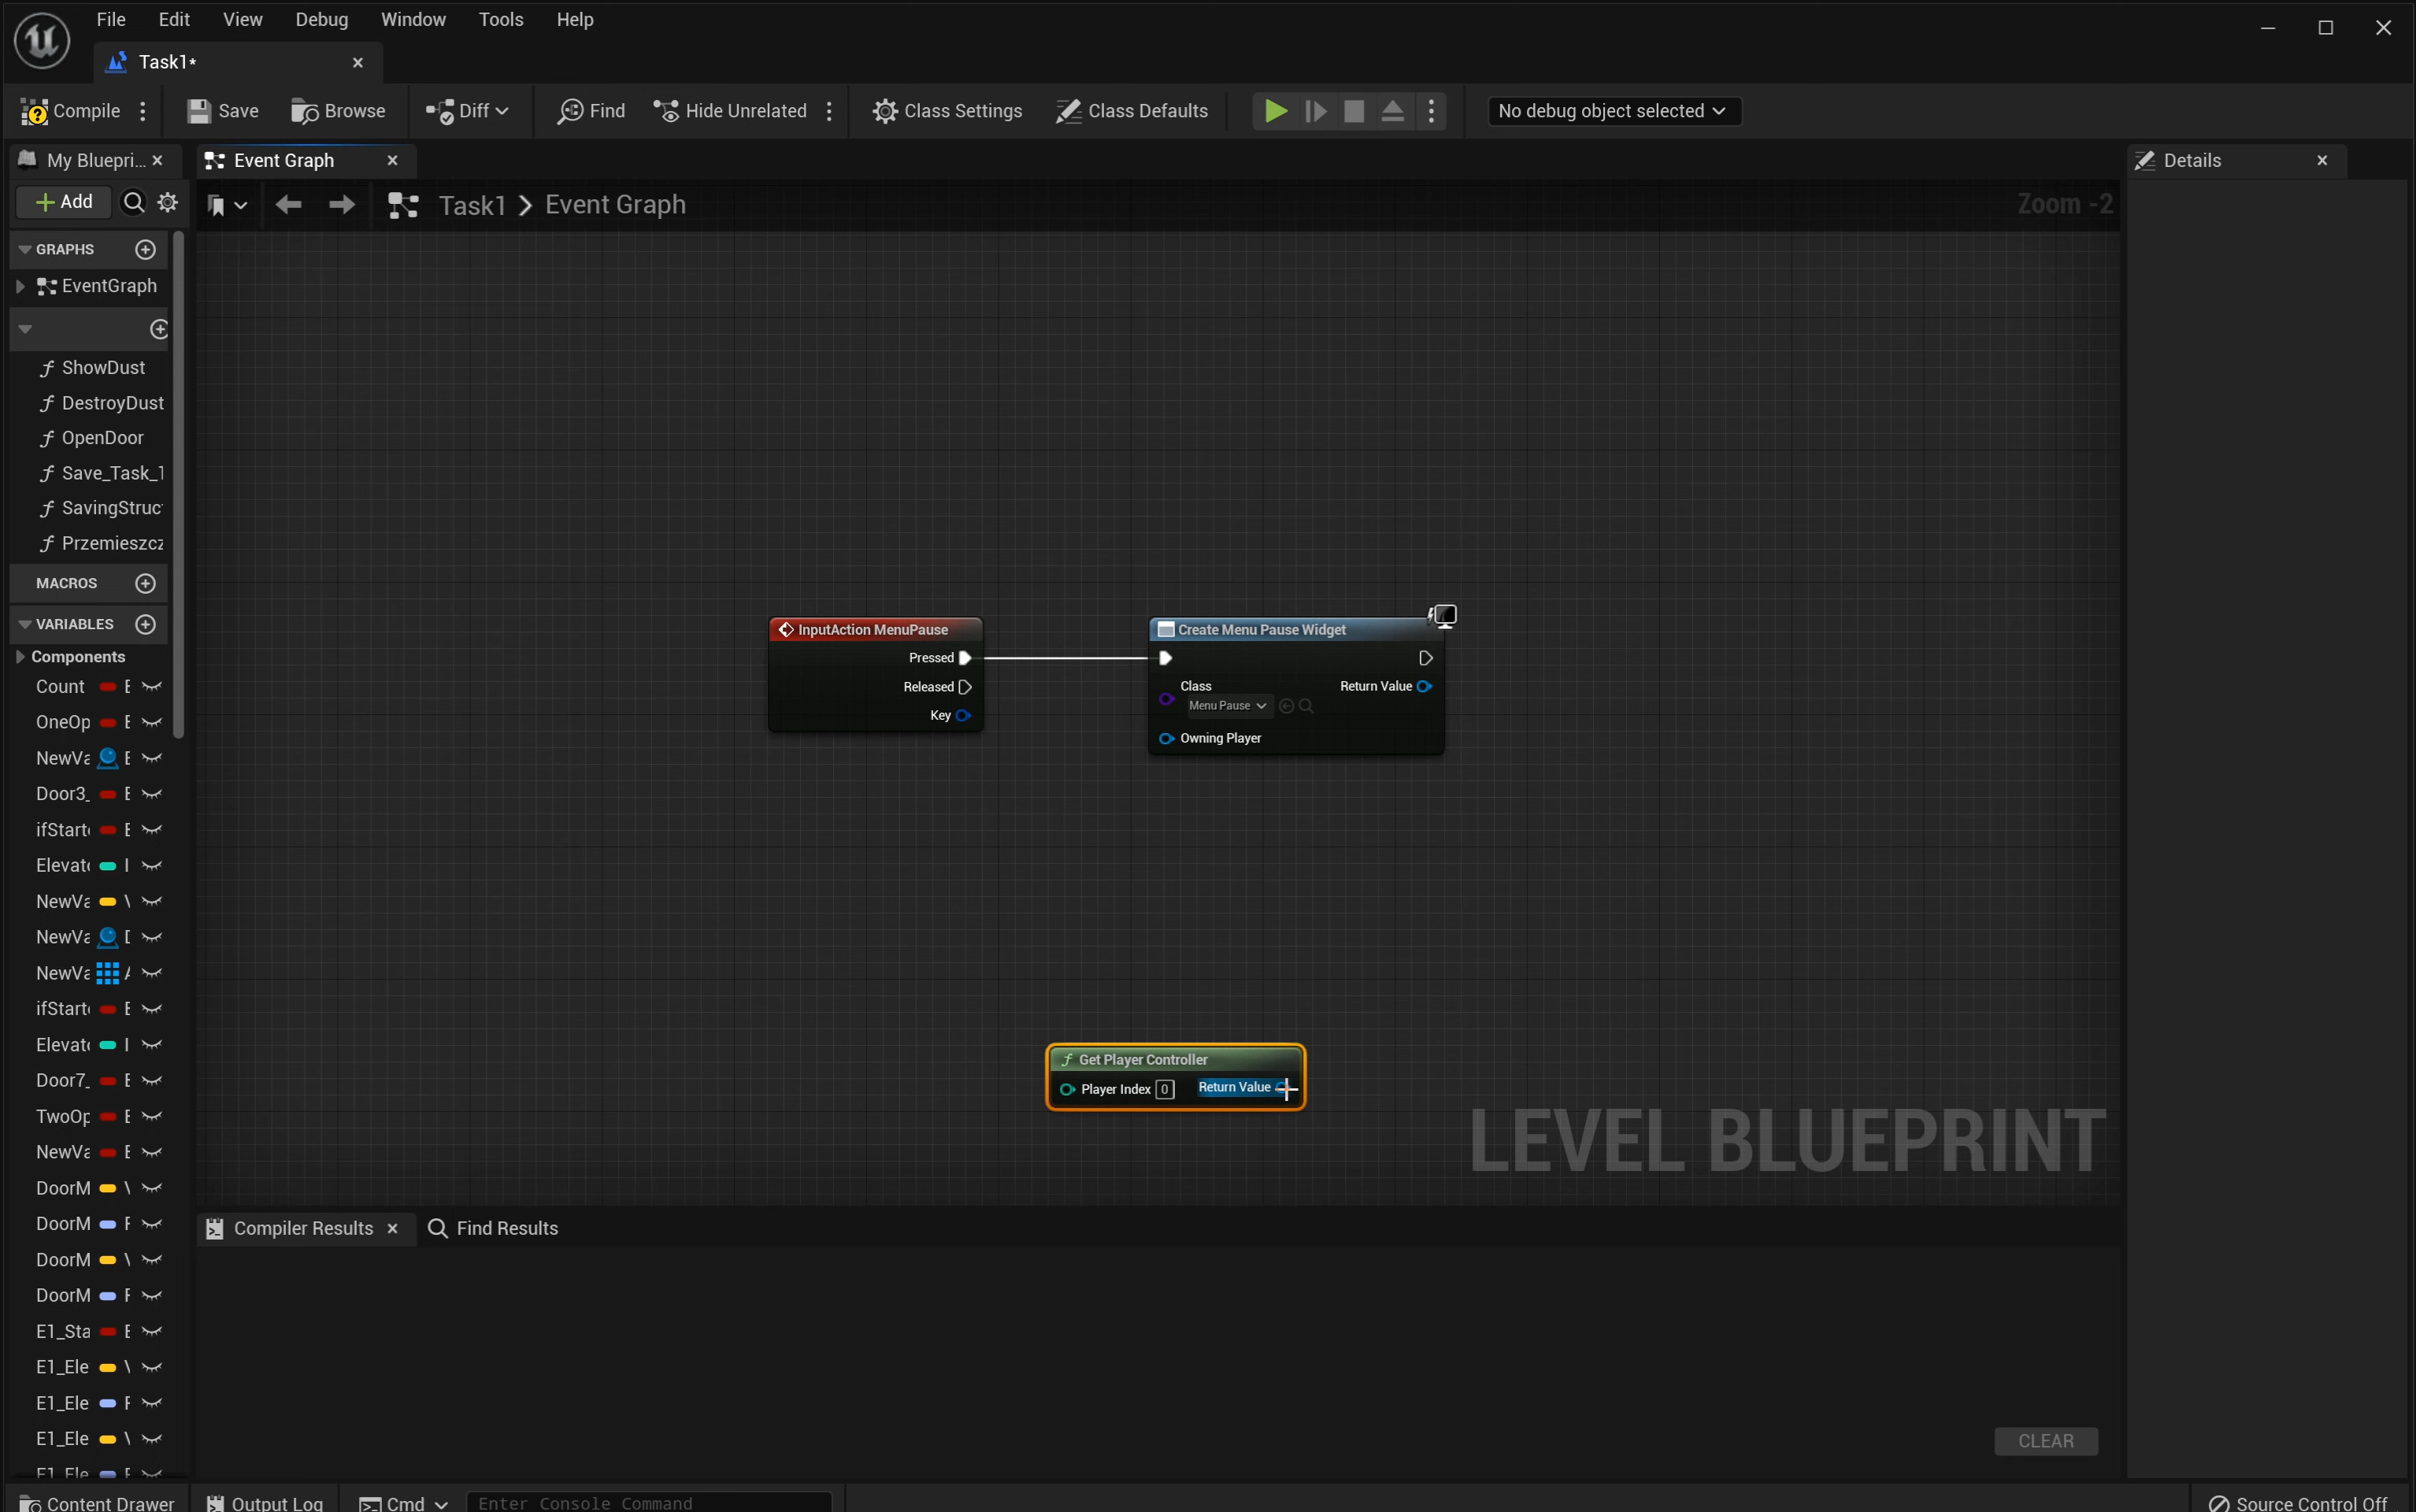 File Edit View Debug Window Tools Help
Task1*
Compile Save Browse Diff Find Hide Unrelated Class Settings Class Defaults No debug object selected
My Bluepri... Event Graph Details
Add Task1 > Event Graph Zoom -2
GRAPHS
EventGraph
ShowDust
DestroyDust
OpenDoor
Save_Task_1
SavingStruc
Przemieszcz
MACROS
VARIABLES
Components
Count
OneOp
NewVa
Door3_
ifStart
Elevat
NewVa
NewVa
NewVa
ifStart
Elevat
Door7_
TwoOp
NewVa
DoorM
DoorM
DoorM
DoorM
E1_Sta
E1_Ele
E1_Ele
E1_Ele
E1_Ele
InputAction MenuPause
Pressed
Released
Key
Create Menu Pause Widget
Class
Return Value
Menu Pause
Owning Player
Get Player Controller
Player Index 0 Return Value
LEVEL BLUEPRINT
Compiler Results Find Results
CLEAR
Content Drawer Output Log Cmd Enter Console Command Source Control Off